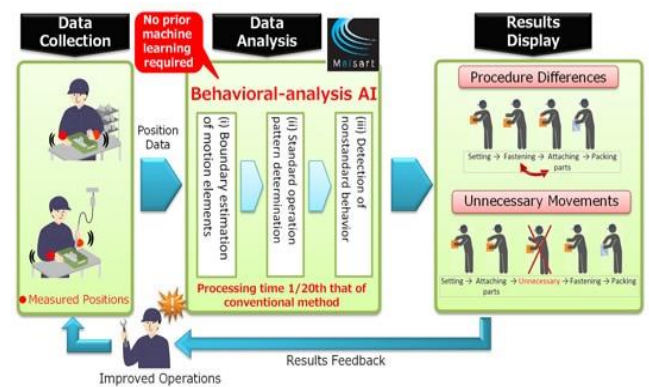 Data
Collection
No prior
machine
learning
required
Data
Analysis
Maisart
Results
Display
Behavioral-analysis AI
(i) Boundary estimation
of motion elements
(ii) Standard operation
pattern determination
(iii) Detection of
nonstandard behavior
Processing time 1/20th that of
conventional method
Measured Positions
Position
Data
Procedure Differences
Setting → Fastening → Attaching → Packing
parts
Unnecessary Movements
Setting → Attaching → Unnecessary → Fastening → Packing
parts
Results Feedback
Improved Operations